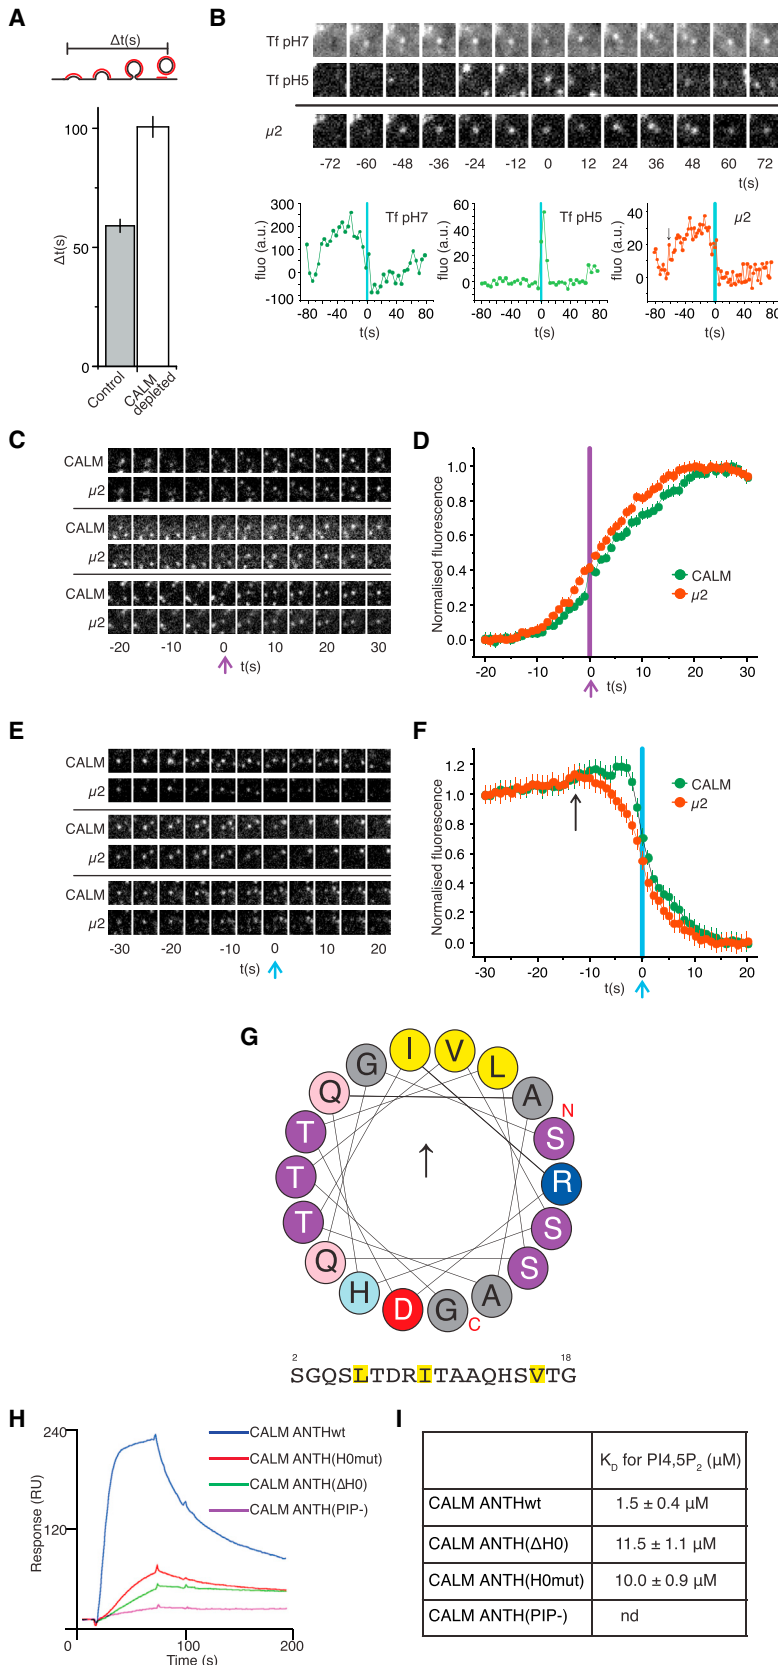 A
Δt(s)
100
50
0
Δt(s)
Control
CALM
depleted
B
Tf pH7
Tf pH5
µ2
-72 -60 -48 -36 -24 -12 0 12 24 36 48 60 72
t(s)
300
200
100
0
-100
fluo (a.u.)
Tf pH7
-80 -40 0 40 80
t(s)
60
40
20
0
fluo (a.u.)
Tf pH5
-80 -40 0 40 80
t(s)
40
20
0
fluo (a.u.)
µ2
-80 -40 0 40 80
t(s)
C
CALM
µ2
CALM
µ2
CALM
µ2
-20 -10 0 10 20 30
t(s)
D
Normalised fluorescence
1.0
0.8
0.6
0.4
0.2
0.0
CALM
µ2
-20 -10 0 10 20 30
t(s)
E
CALM
µ2
CALM
µ2
CALM
µ2
-30 -20 -10 0 10 20
t(s)
F
Normalised fluorescence
1.2
1.0
0.8
0.6
0.4
0.2
0.0
CALM
µ2
-30 -20 -10 0 10 20
t(s)
G
I V L A S R S S A G D H Q T T T Q G
N
C
2 18
SGQSLTDRITAAQHSVTG
H
240
120
Response (RU)
CALM ANTHwt
CALM ANTH(H0mut)
CALM ANTH(ΔH0)
CALM ANTH(PIP-)
0 100 200
Time (s)
I
K_D for PI4,5P₂ (µM)
CALM ANTHwt 1.5 ± 0.4 µM
CALM ANTH(ΔH0) 11.5 ± 1.1 µM
CALM ANTH(H0mut) 10.0 ± 0.9 µM
CALM ANTH(PIP-) nd